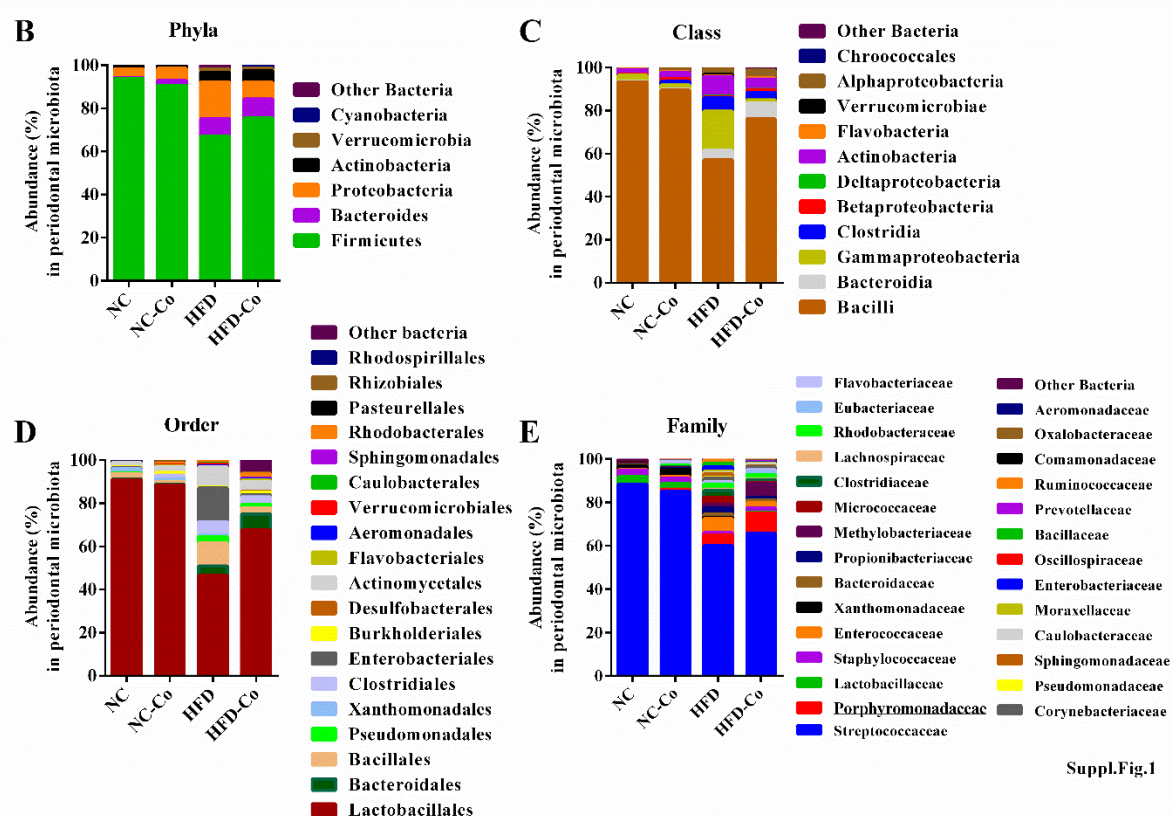 B
Phyla
Abundance (%)
in periodontal microbiota
100
80
60
40
20
0
NC
NC-Co
HFD
HFD-Co
Other Bacteria
Cyanobacteria
Verrucomicrobia
Actinobacteria
Proteobacteria
Bacteroides
Firmicutes
C
Class
Abundance (%)
in periodontal microbiota
100
80
60
40
20
0
NC
NC-Co
HFD
HFD-Co
Other Bacteria
Chroococcales
Alphaproteobacteria
Verrucomicrobiae
Flavobacteria
Actinobacteria
Deltaproteobacteria
Betaproteobacteria
Clostridia
Gammaproteobacteria
Bacteroidia
Bacilli
D
Order
Abundance (%)
in periodontal microbiota
100
80
60
40
20
0
NC
NC-Co
HFD
HFD-Co
Other bacteria
Rhodospirillales
Rhizobiales
Pasteurellales
Rhodobacterales
Sphingomonadales
Caulobacterales
Verrucomicrobiales
Aeromonadales
Flavobacteriales
Actinomycetales
Desulfobacterales
Burkholderiales
Enterobacteriales
Clostridiales
Xanthomonadales
Pseudomonadales
Bacillales
Bacteroidales
Lactobacillales
E
Family
Abundance (%)
in periodontal microbiota
100
80
60
40
20
0
NC
NC-Co
HFD
HFD-Co
Flavobacteriaceae
Eubacteriaceae
Rhodobacteraceae
Lachnospiraceae
Clostridiaceae
Micrococcaceae
Methylobacteriaceae
Propionibacteriaceae
Bacteroidaceae
Xanthomonadaceae
Enterococcaceae
Staphylococcaceae
Lactobacillaceae
Porphyromonadaceae
Streptococcaceae
Other Bacteria
Aeromonadaceae
Oxalobacteraceae
Comamonadaceae
Ruminococcaceae
Prevotellaceae
Bacillaceae
Oscillospiraceae
Enterobacteriaceae
Moraxellaceae
Caulobacteraceae
Sphingomonadaceae
Pseudomonadaceae
Corynebacteriaceae
Suppl.Fig.1